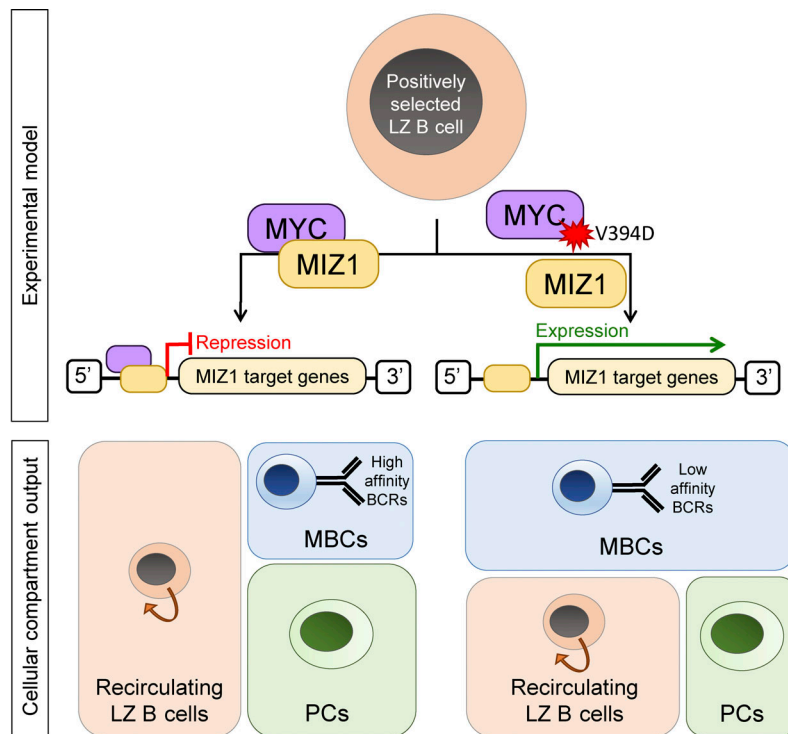 Experimental model
Positively
selected
LZ B cell
MYC
MIZ1
MYC
V394D
MIZ1
Repression
5’
MIZ1 target genes
3’
Expression
5’
MIZ1 target genes
3’
Cellular compartment output
Recirculating
LZ B cells
High
affinity
BCRs
MBCs
PCs
Low
affinity
BCRs
MBCs
Recirculating
LZ B cells
PCs